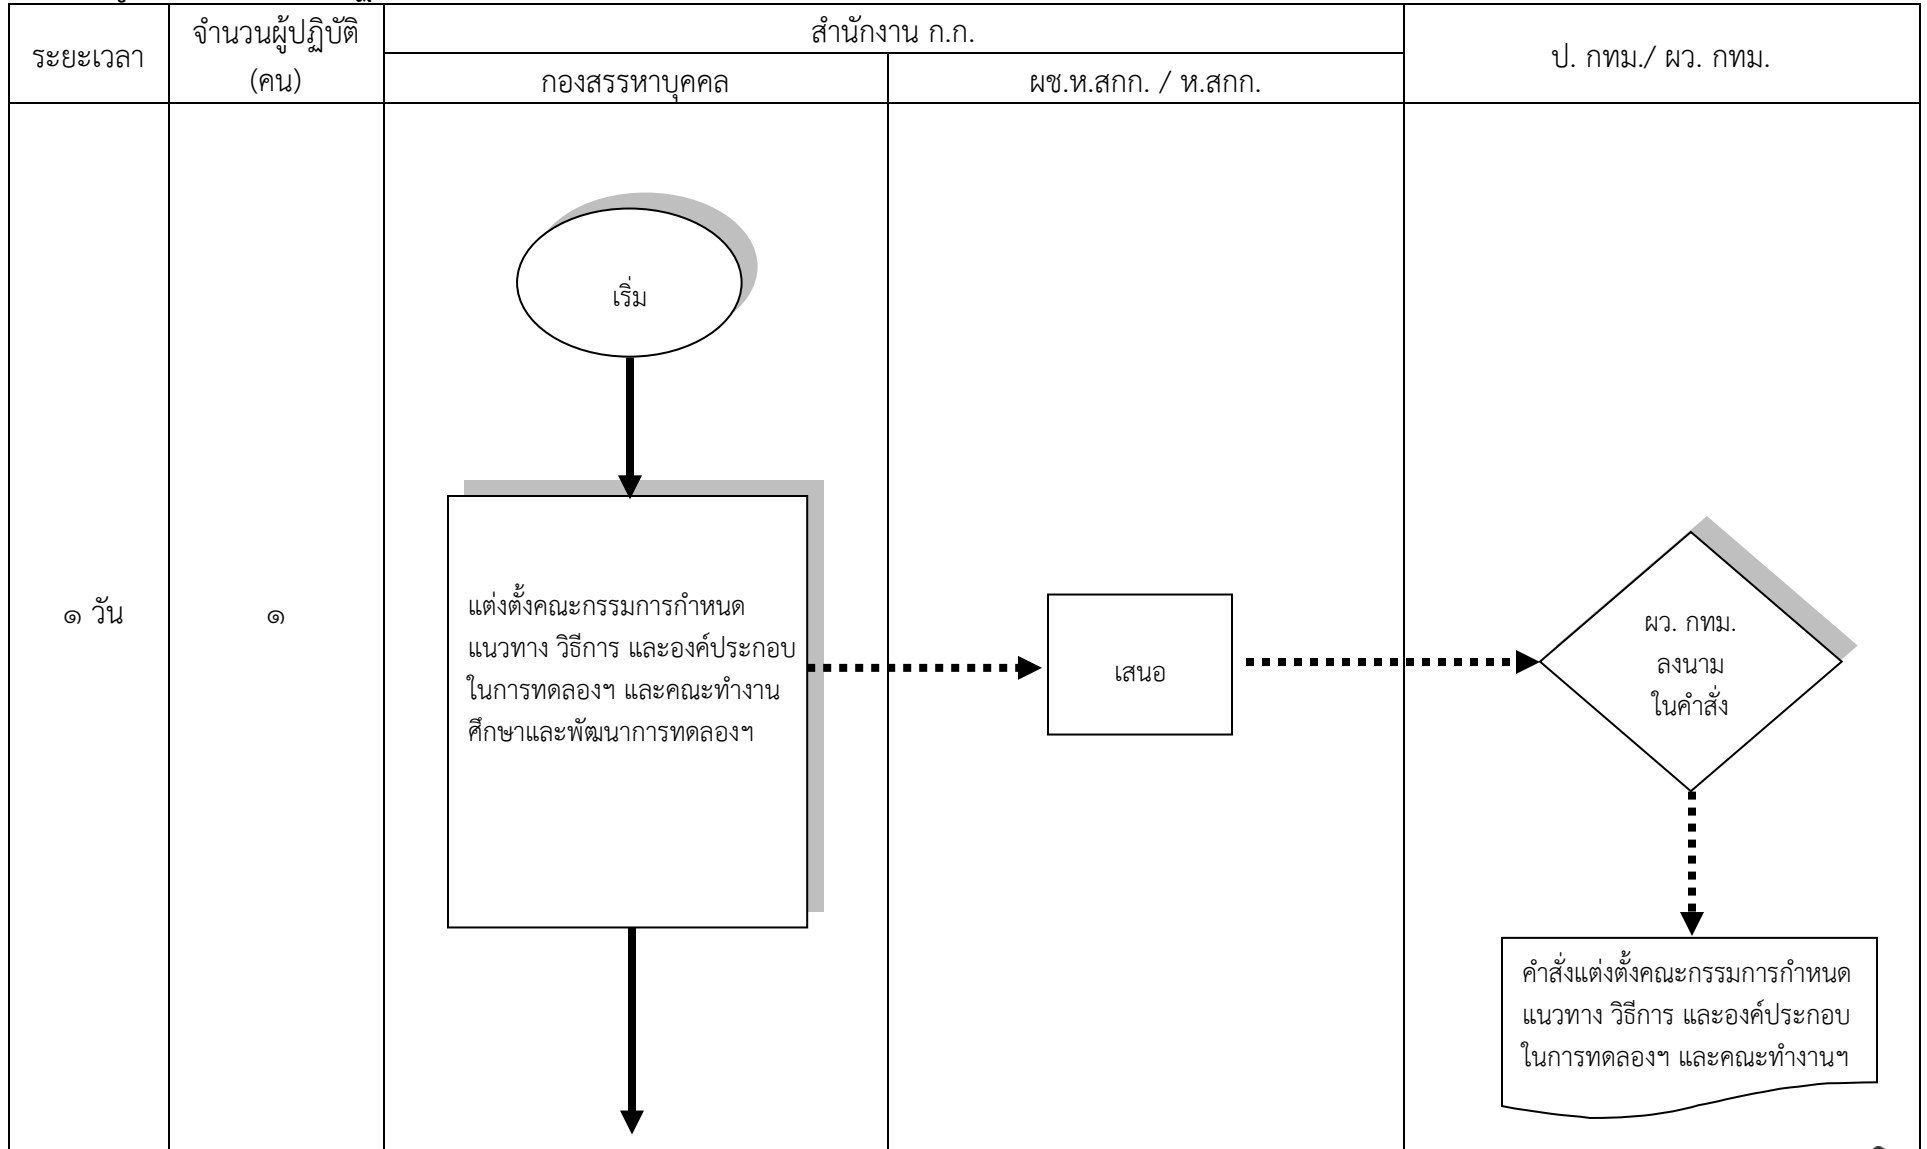 ระยะเวลา
จำนวนผู้ปฏิบัติ
(คน)
สำนักงาน ก.ก.
กองสรรหาบุคคล
ผช.ห.สกก. / ห.สกก.
ป. กทม./ ผว. กทม.
เริ่ม
๑ วัน
๑
แต่งตั้งคณะกรรมการกำหนด
แนวทาง วิธีการ และองค์ประกอบ
ในการทดลองฯ และคณะทำงาน
ศึกษาและพัฒนาการทดลองฯ
เสนอ
ผว. กทม.
ลงนาม
ในคำสั่ง
คำสั่งแต่งตั้งคณะกรรมการกำหนด
แนวทาง วิธีการ และองค์ประกอบ
ในการทดลองฯ และคณะทำงานฯ